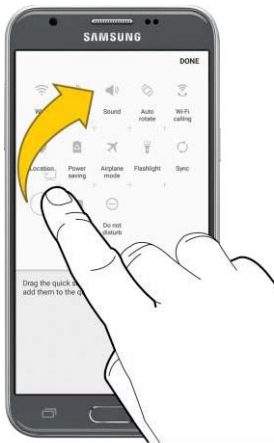 SAMSUNG
DONE
Sound
Auto
rotate
Wi-Fi
calling
Location
Power
saving
Airplane
mode
Flashlight
Sync
Do not
disturb
Drag the quick
add them to the